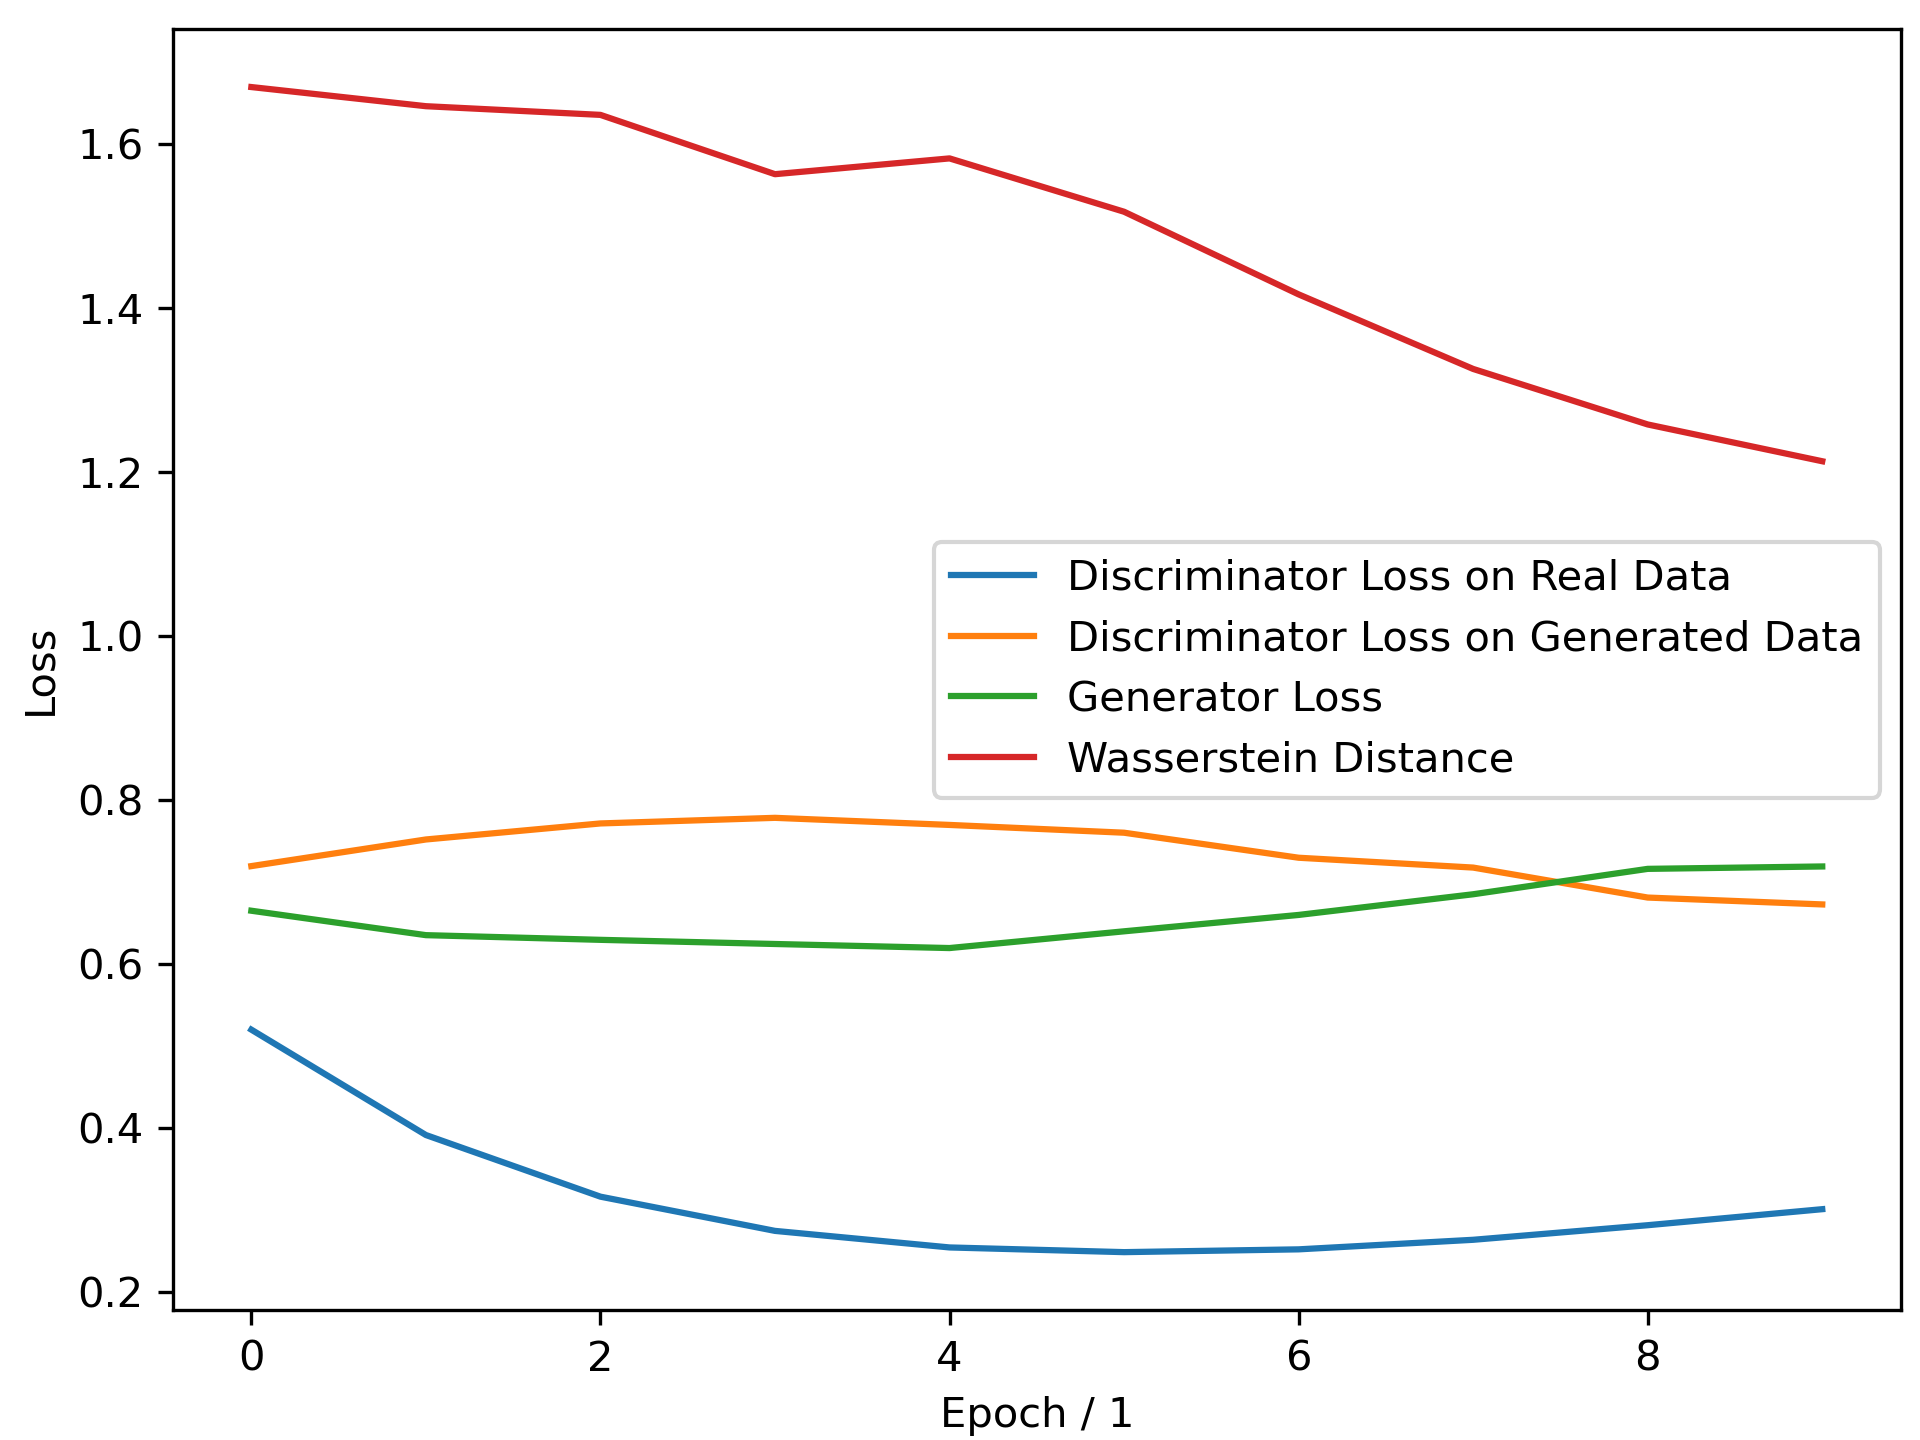 1.6
1.4
1.2
1.0
0.8
0.6
0.4
0.2
Loss
Discriminator Loss on Real Data
Discriminator Loss on Generated Data
Generator Loss
Wasserstein Distance
0 2 4 6 8
Epoch / 1